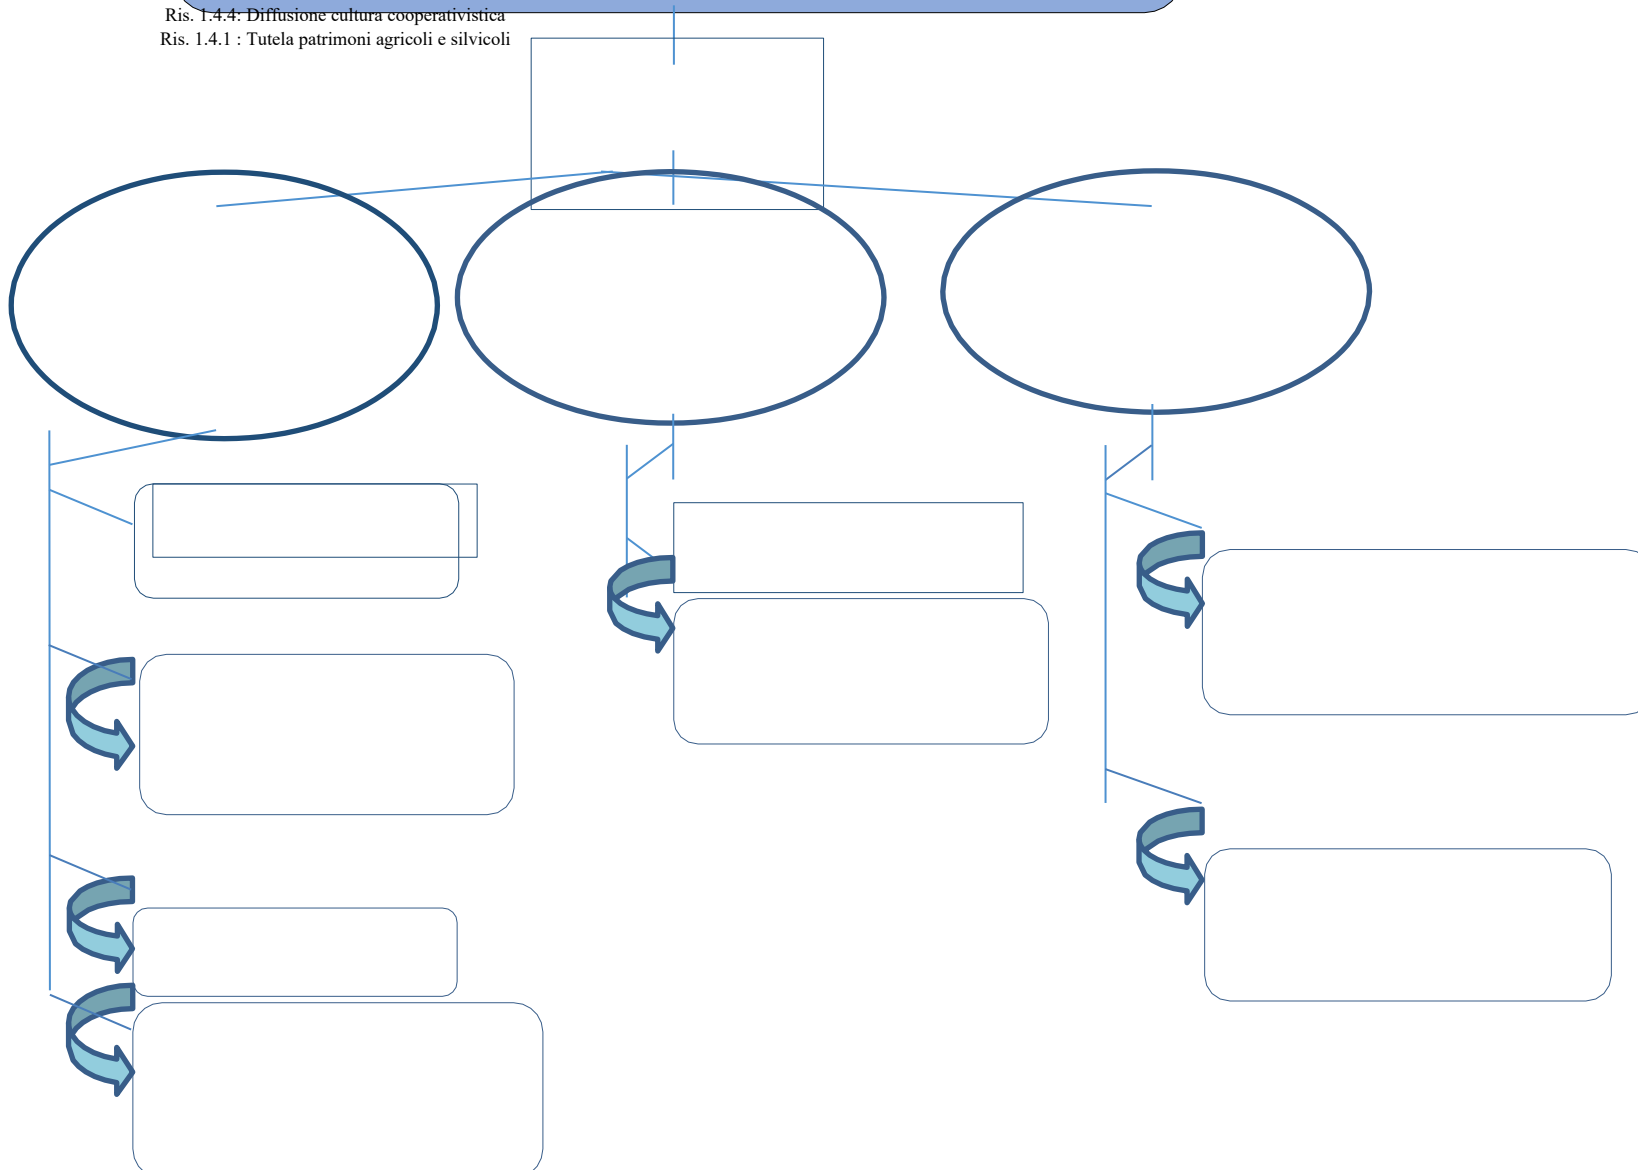 Ris. 1.4.4: Diffusione cultura cooperativistica
Ris. 1.4.1 : Tutela patrimoni agricoli e silvicoli